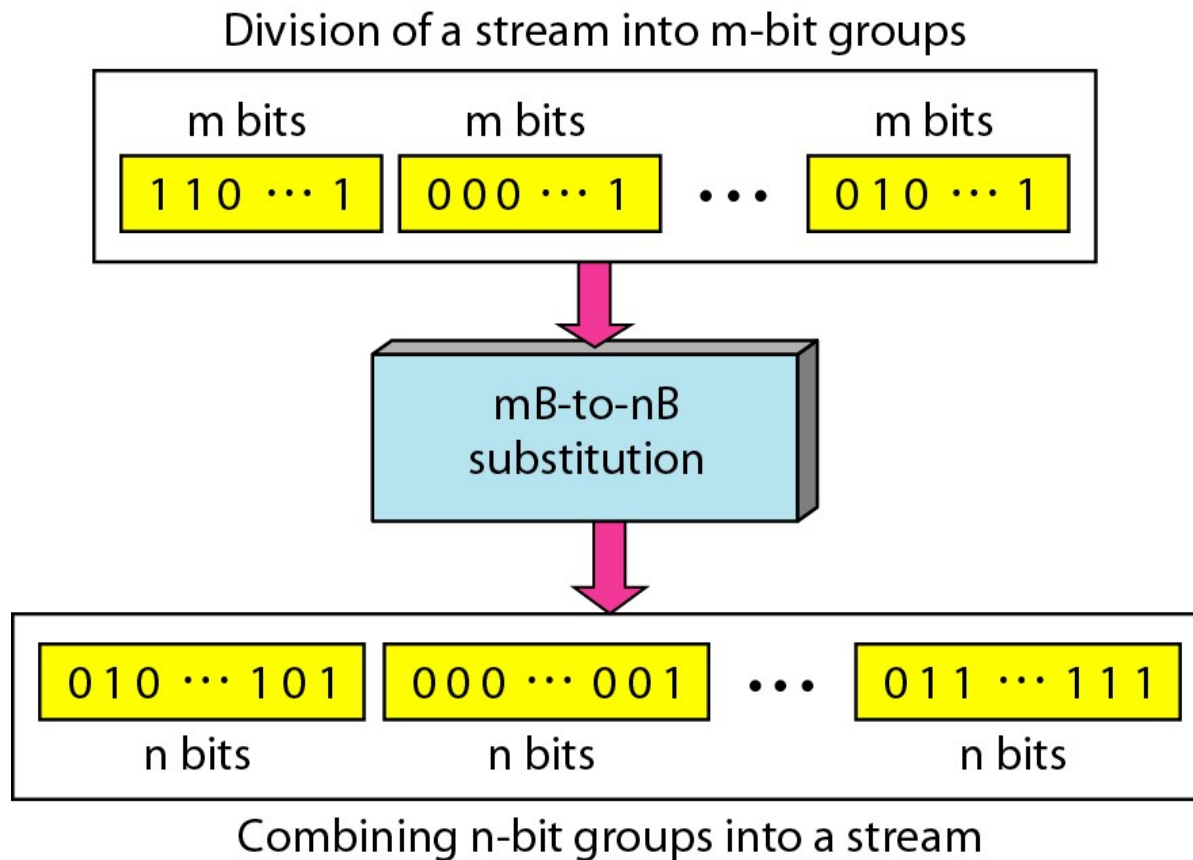 Division of a stream into m-bit groups
m bits m bits m bits
1 1 0 ··· 1 0 0 0 ··· 1 ••• 0 1 0 ··· 1
mB-to-nB
substitution
0 1 0 ··· 1 0 1 0 0 0 ··· 0 0 1 ••• 0 1 1 ··· 1 1 1
n bits n bits n bits
Combining n-bit groups into a stream